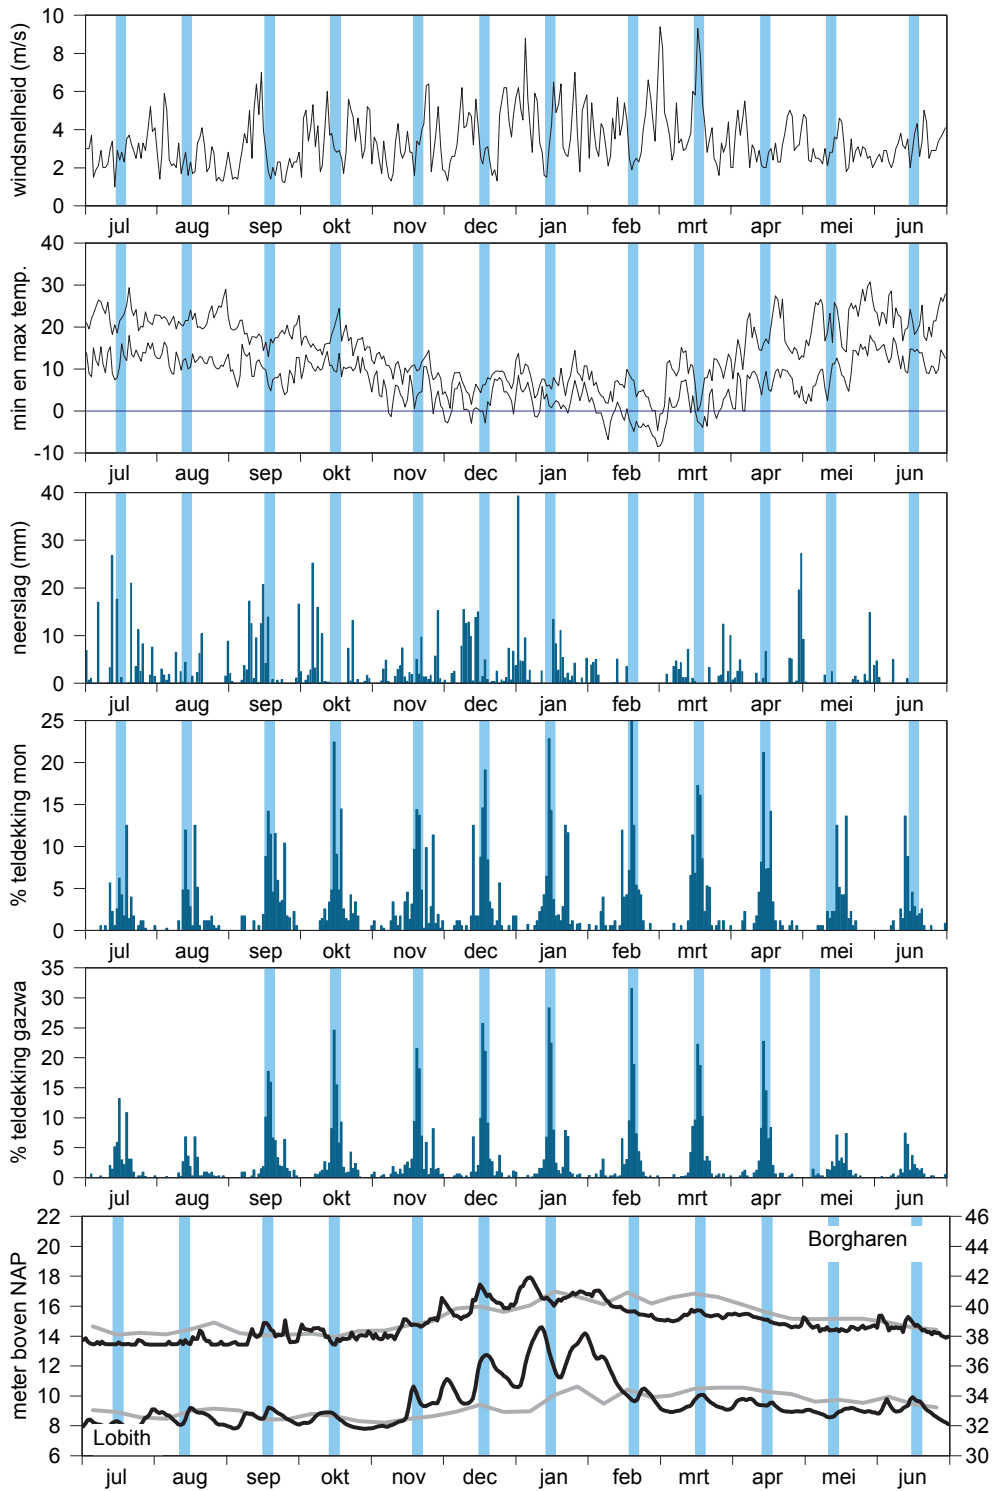 windsnelheid (m/s)
10
8
6
4
2
0
jul aug sep okt nov dec jan feb mrt apr mei jun
min en max temp.
40
30
20
10
0
-10
jul aug sep okt nov dec jan feb mrt apr mei jun
neerslag (mm)
40
30
20
10
0
jul aug sep okt nov dec jan feb mrt apr mei jun
% teldekking mon
25
20
15
10
5
0
jul aug sep okt nov dec jan feb mrt apr mei jun
% teldekking gazwa
35
30
25
20
15
10
5
0
jul aug sep okt nov dec jan feb mrt apr mei jun
meter boven NAP
22 46
20 Borgharen 44
18 42
16 40
14 38
12 36
10 34
8 32
Lobith
6 30
jul aug sep okt nov dec jan feb mrt apr mei jun